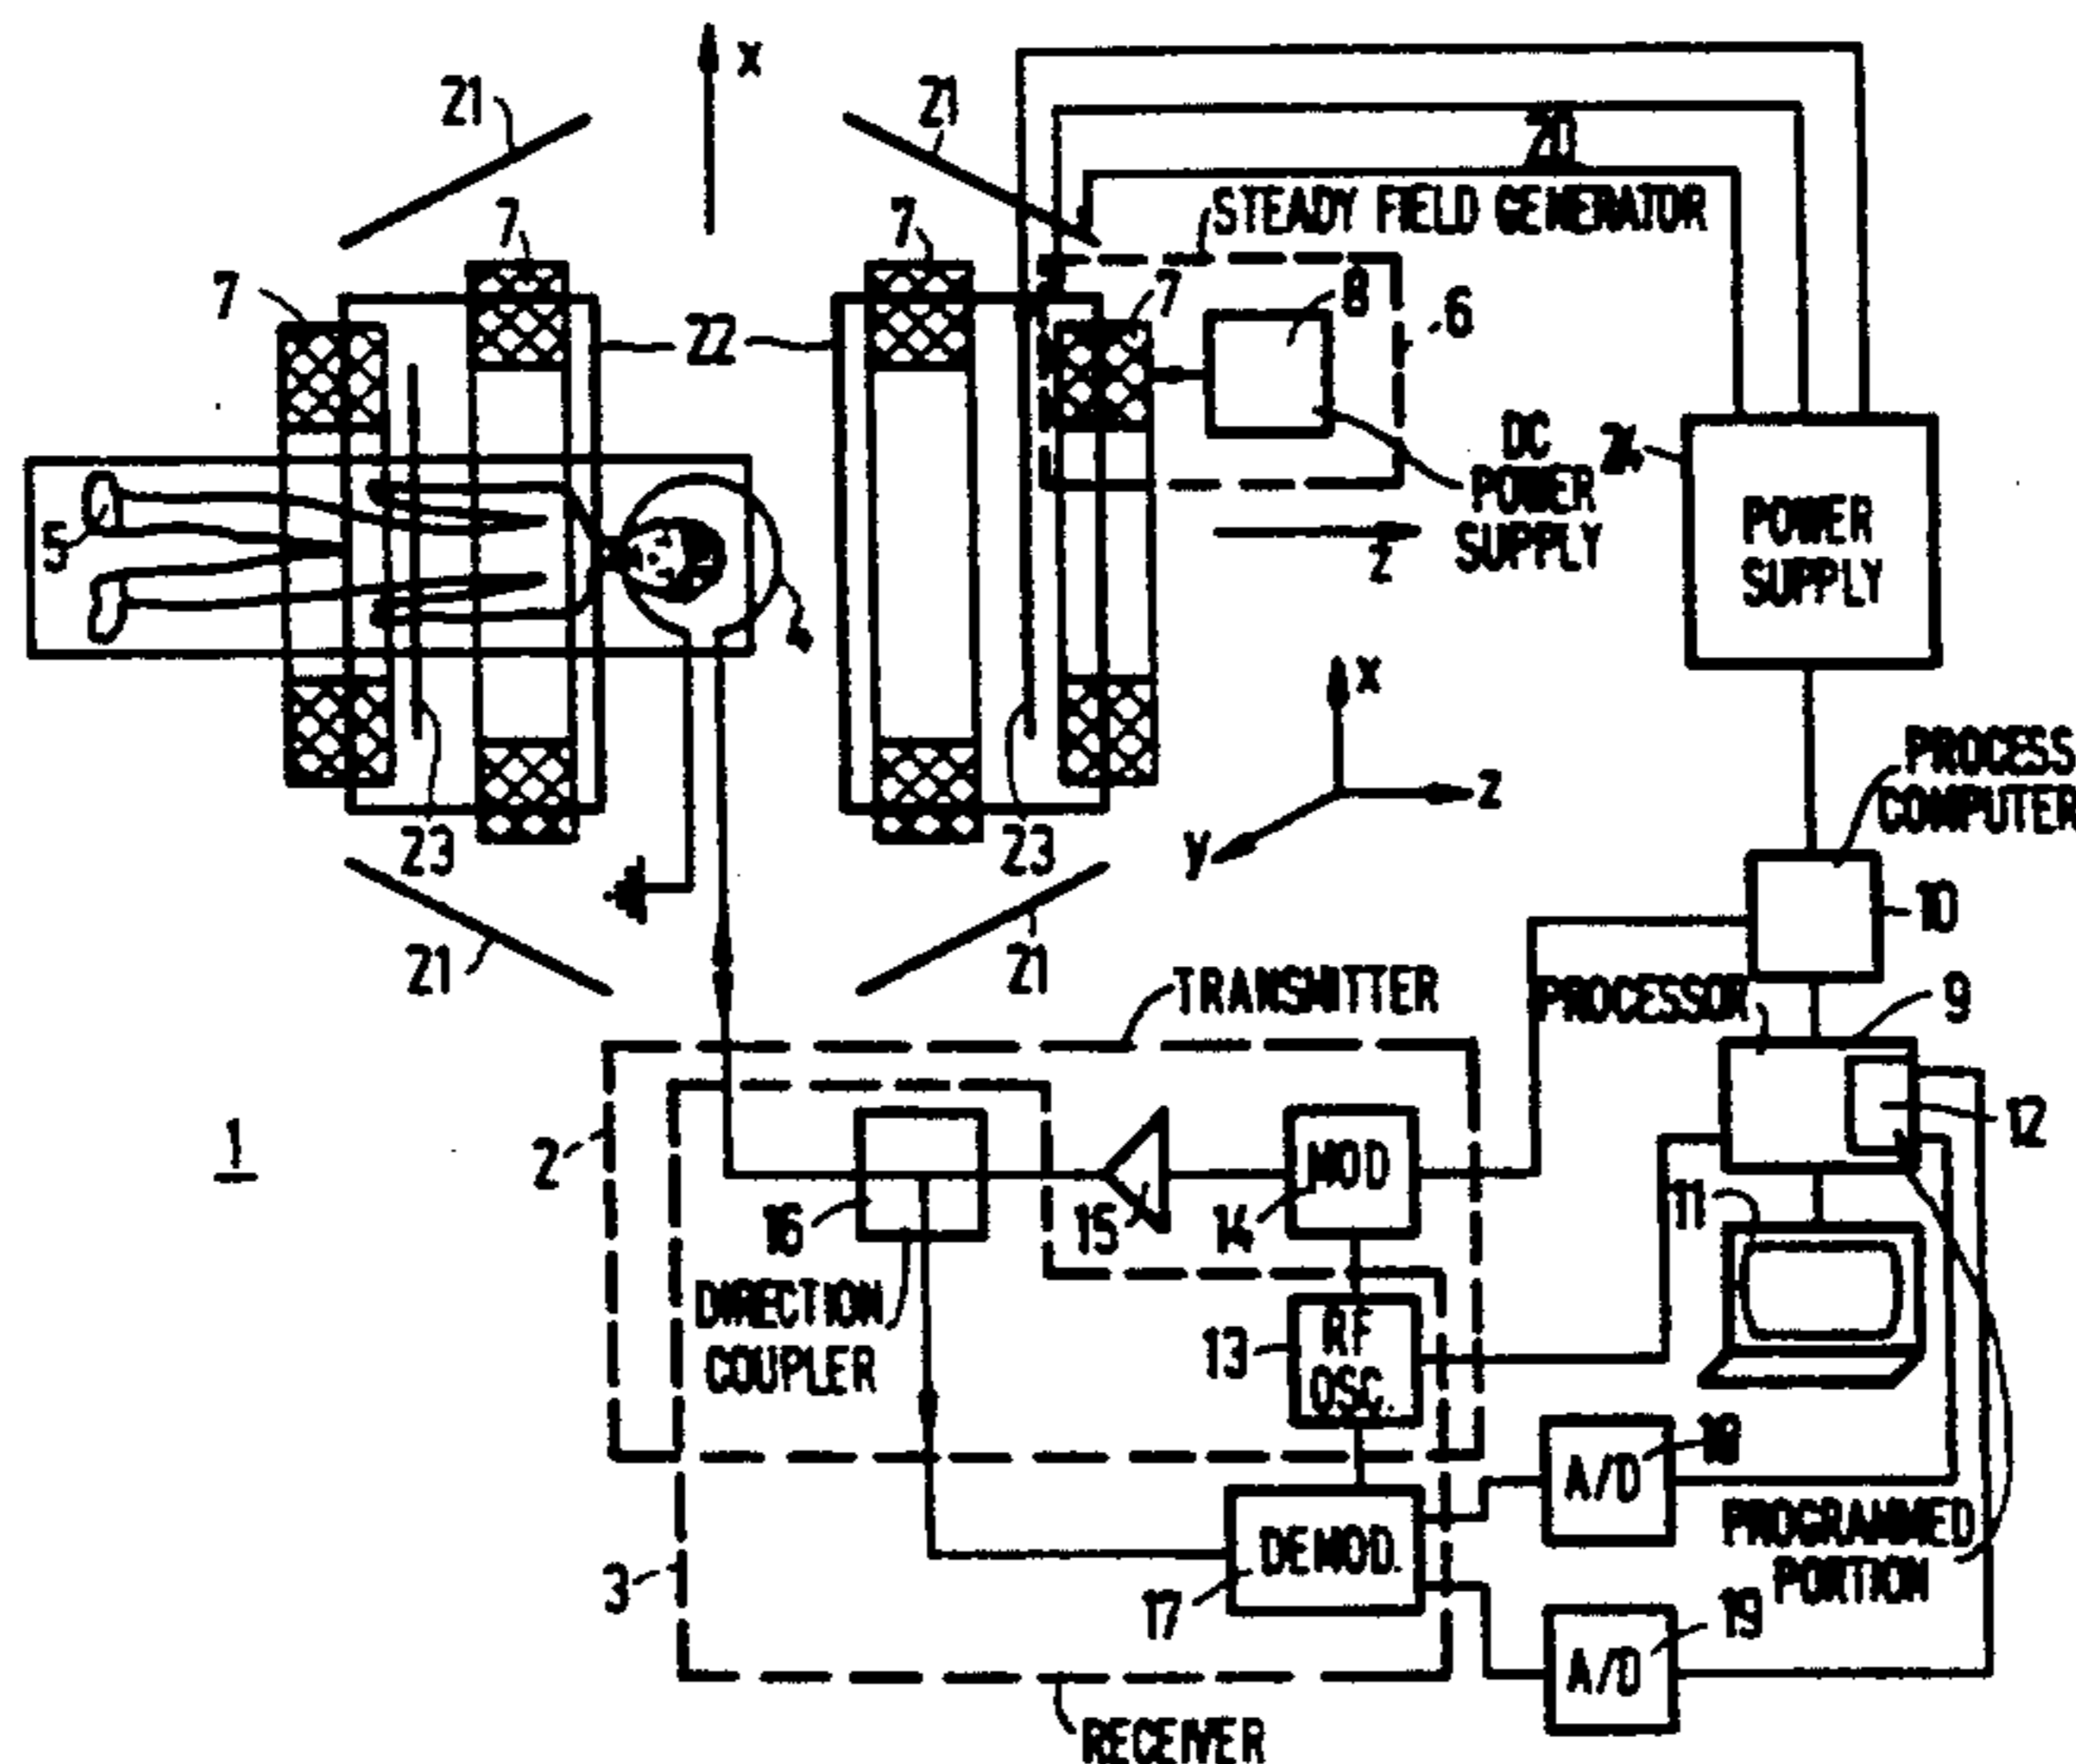 x
21
21
20
STEADY FIELD GENERATOR
7
7
7
7
8
6
22
DC
POWER
SUPPLY
24
POWER
SUPPLY
5
z
4
x
z
y
PROCESS
COMPUTER
23
23
10
21
21
TRANSMITTER
PROCESSOR
9
1
2
12
MOD
16
15
14
11
DIRECTION
COUPLER
13
RF
OSC.
A/D
18
PROGRAMMED
PORTION
3
DEMOD.
17
19
A/D
RECEIVER